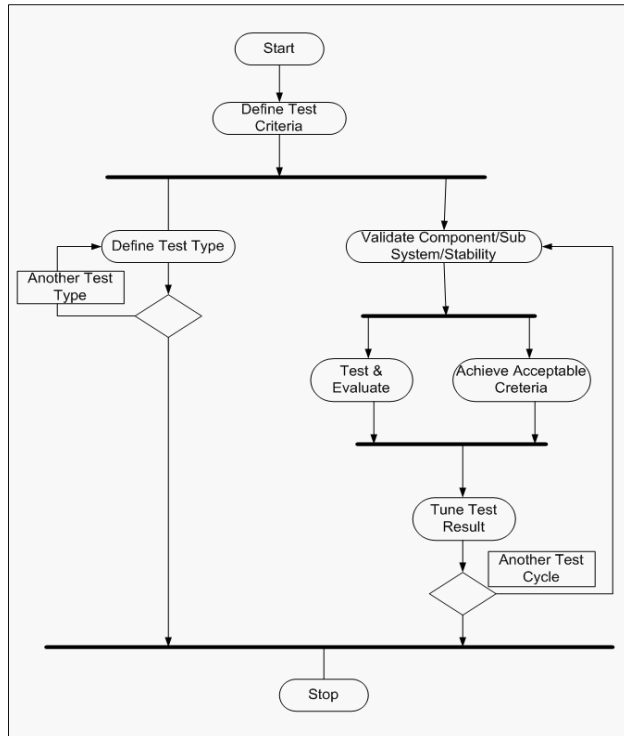 Start
Define Test
Criteria
Define Test Type
Another Test
Type
Validate Component/Sub
System/Stability
Test &
Evaluate
Achieve Acceptable
Creteria
Tune Test
Result
Another Test
Cycle
Stop